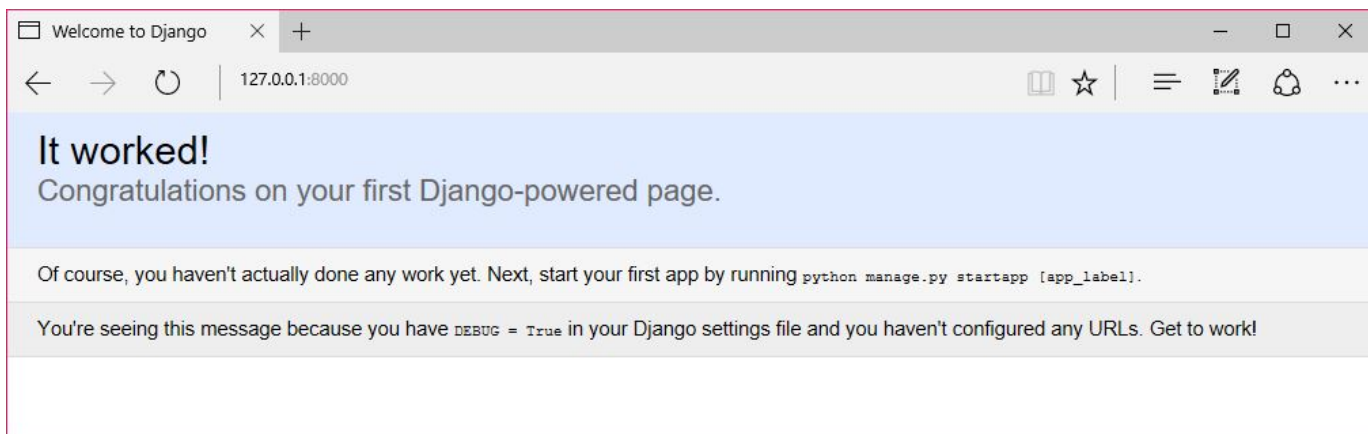 Welcome to Django
127.0.0.1:8000
It worked!
Congratulations on your first Django-powered page.
Of course, you haven't actually done any work yet. Next, start your first app by running python manage.py startapp [app_label].
You're seeing this message because you have DEBUG = True in your Django settings file and you haven't configured any URLs. Get to work!